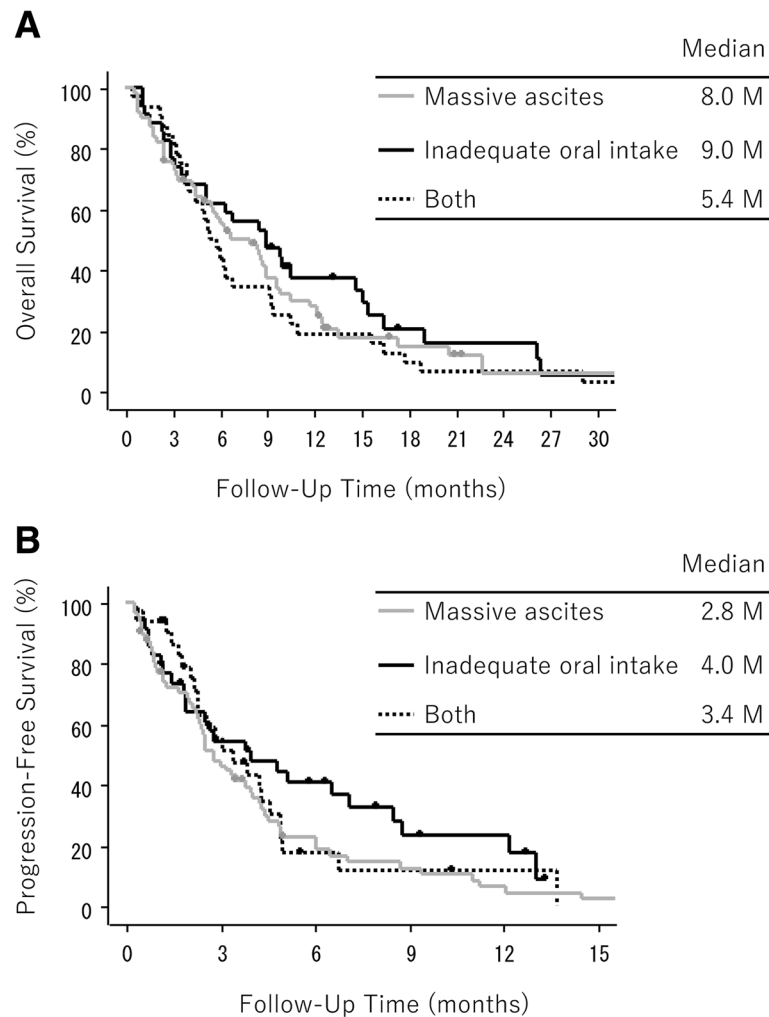 A
Median
Massive ascites 8.0 M
Inadequate oral intake 9.0 M
Both 5.4 M
Overall Survival (%)
100
80
60
40
20
0
0 3 6 9 12 15 18 21 24 27 30
Follow-Up Time (months)
B
Median
Massive ascites 2.8 M
Inadequate oral intake 4.0 M
Both 3.4 M
Progression-Free Survival (%)
100
80
60
40
20
0
0 3 6 9 12 15
Follow-Up Time (months)